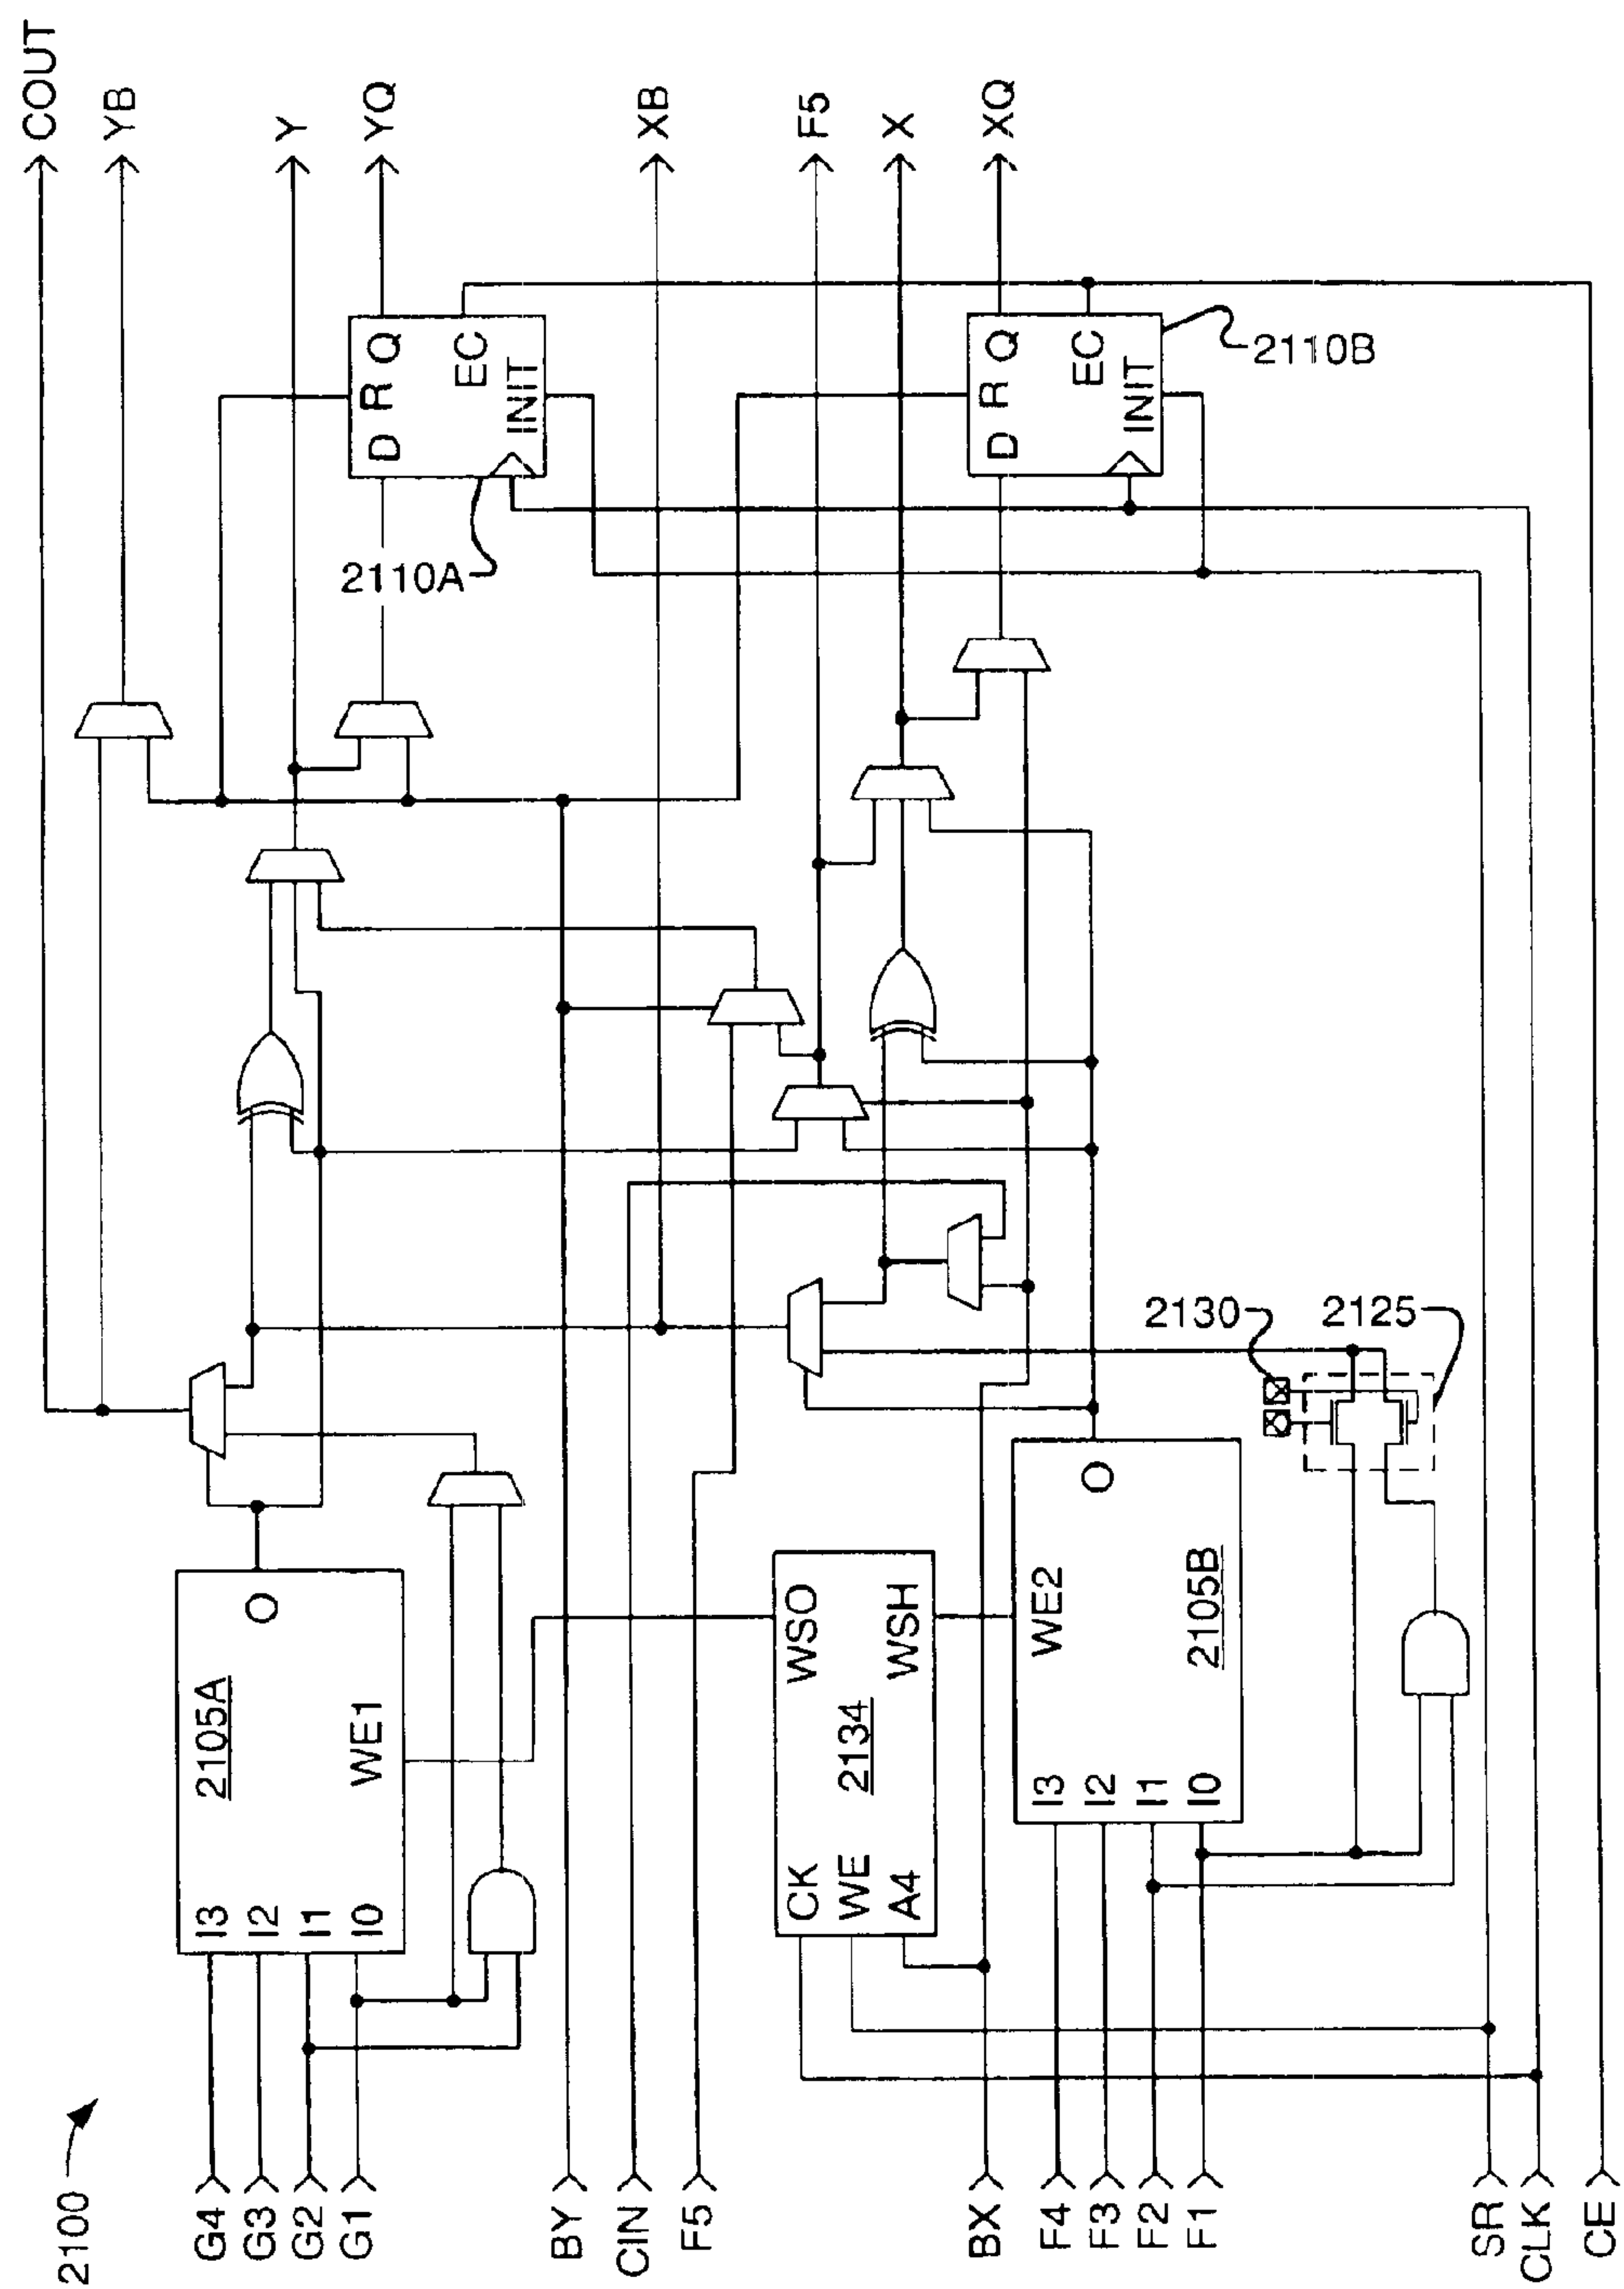 2100
G4
G3
G2
G1
BY
CIN
F5
BX
F4
F3
F2
F1
SR
CLK
CE
I3
I2
I1
I0
2105A
WE1
O
CK
WE
A4
2134
WSO
WSH
I3
I2
I1
I0
WE2
2105B
O
2130
2125
2110A
D
R
Q
EC
INIT
D
R
Q
EC
INIT
2110B
COUT
YB
Y
YQ
XB
F5
X
XQ